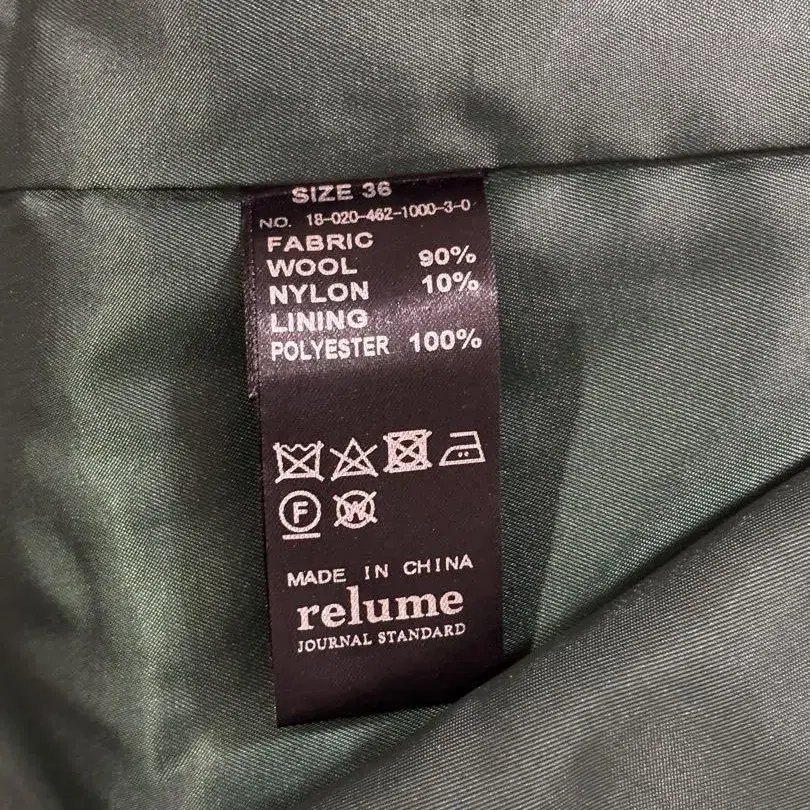 SIZE 36
NO. 18-020-462-1000-3-0
FABRIC
WOOL 90%
NYLON 10%
LINING
POLYESTER 100%
F W
MADE IN CHINA
relume
JOURNAL STANDARD